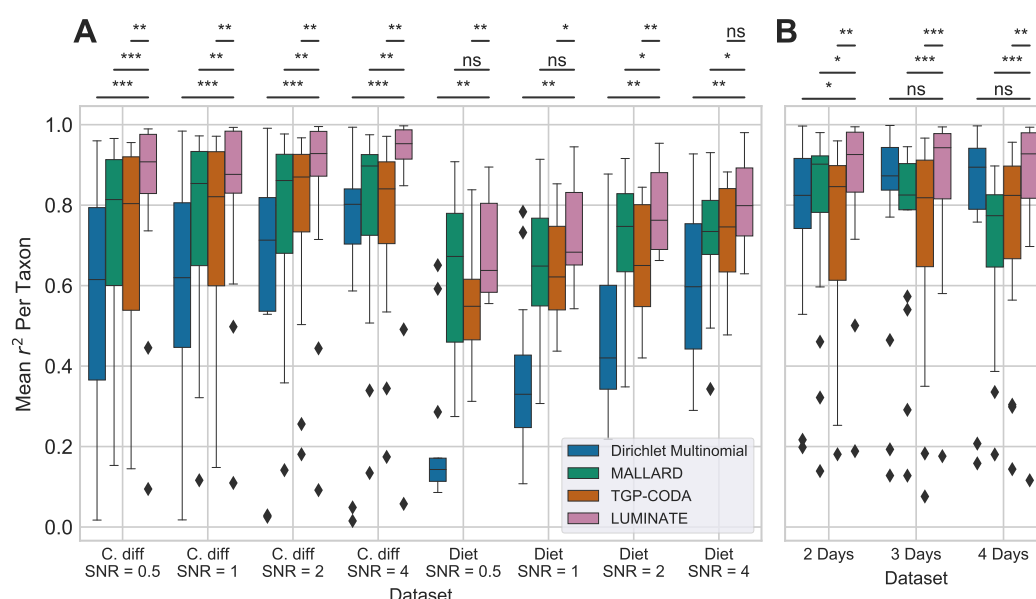 A
B
** ** ** ** ** * ** ns
*** ** ** ** ns ns * *
*** *** *** *** ** ** ** **
** *** **
* *** ***
* ns ns
1.0
0.8
0.6
0.4
0.2
0.0
Mean r² Per Taxon
Dirichlet Multinomial
MALLARD
TGP-CODA
LUMINATE
C. diff C. diff C. diff C. diff Diet Diet Diet Diet
SNR = 0.5 SNR = 1 SNR = 2 SNR = 4 SNR = 0.5 SNR = 1 SNR = 2 SNR = 4
Dataset
2 Days 3 Days 4 Days
Dataset